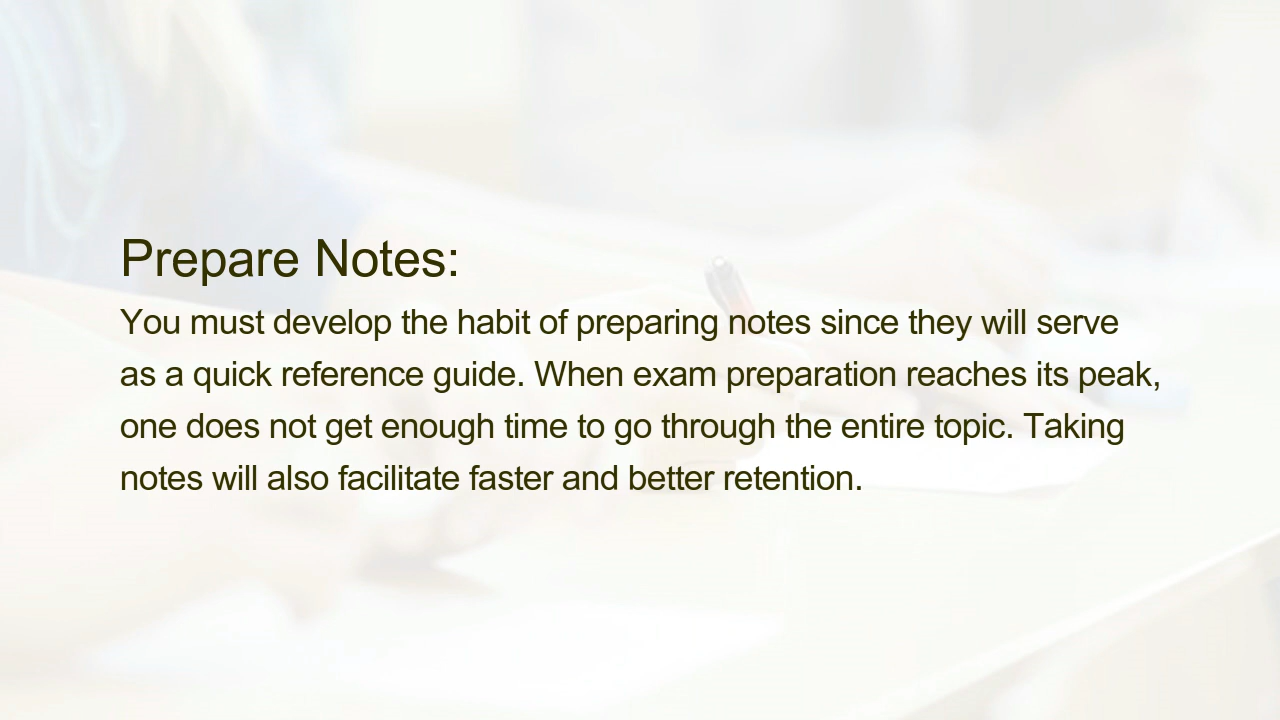 Prepare Notes:
You must develop the habit of preparing notes since they will serve
as a quick reference guide. When exam preparation reaches its peak,
one does not get enough time to go through the entire topic. Taking
notes will also facilitate faster and better retention.